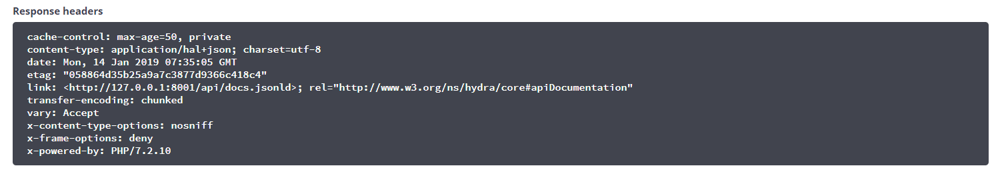 Response headers
cache-control: max-age=50, private
content-type: application/hal+json; charset=utf-8
date: Mon, 14 Jan 2019 07:35:05 GMT
etag: "058864d35b25a9a7c3877d9366c418c4"
link: <http://127.0.0.1:8001/api/docs.jsonld>; rel="http://www.w3.org/ns/hydra/core#apiDocumentation"
transfer-encoding: chunked
vary: Accept
x-content-type-options: nosniff
x-frame-options: deny
x-powered-by: PHP/7.2.10